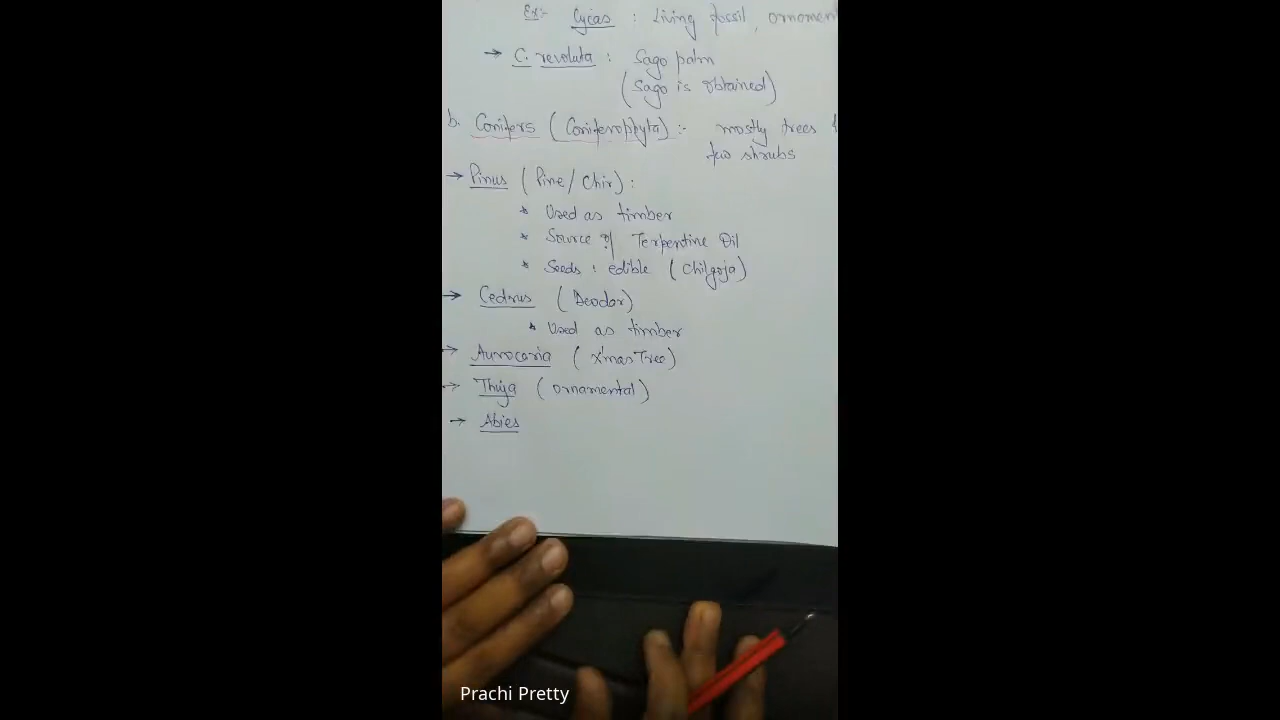 Ex:- Cycas : Living fossil, ornomen
→ C. revoluta : Sago palm
(Sago is obtained)
b. Conifers (Coniferophyta) :- mostly trees &
few shrubs
→ Pinus (Pine/Chir) :
* Used as timber
* Source of Terpentine Oil
* Seeds : edible (Chilgoja)
→ Cedrus (Deodor)
* Used as timber
→ Aurocaria (X'mas Tree)
→ Thuja (ornamental)
→ Abies
Prachi Pretty